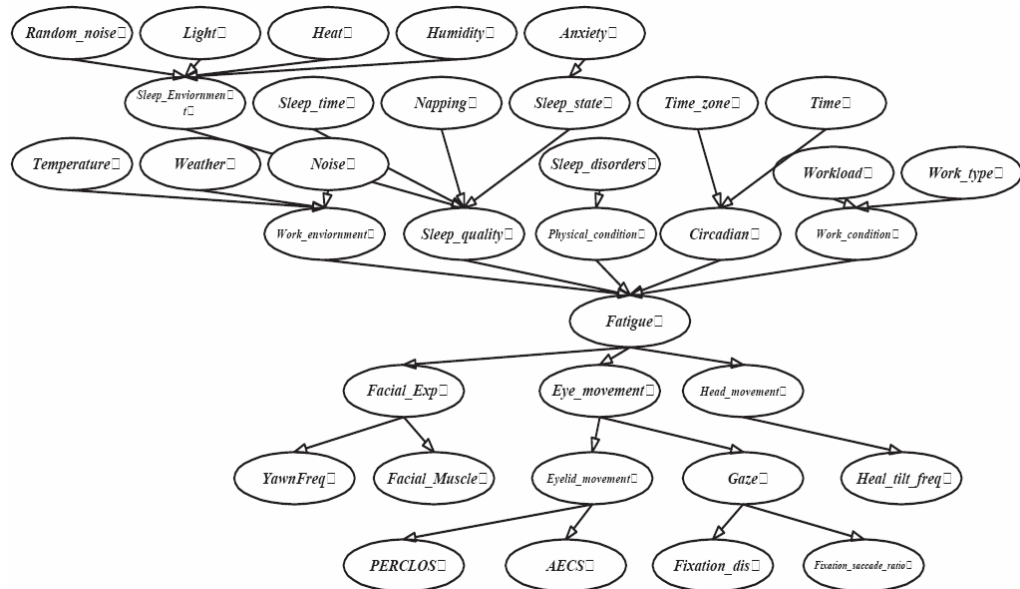 Random_noise□
Light□
Heat□
Humidity□
Anxiety□
Sleep_Enviornmen□
t□
Sleep_time□
Napping□
Sleep_state□
Time_zone□
Time□
Temperature□
Weather□
Noise□
Sleep_disorders□
Workload□
Work_type□
Work_enviornment□
Sleep_quality□
Physical_condition□
Circadian□
Work_condition□
Fatigue□
Facial_Exp□
Eye_movement□
Head_movement□
YawnFreq□
Facial_Muscle□
Eyelid_movement□
Gaze□
Heal_tilt_freq□
PERCLOS□
AECS□
Fixation_dis□
Fixation_saccade_ratio□